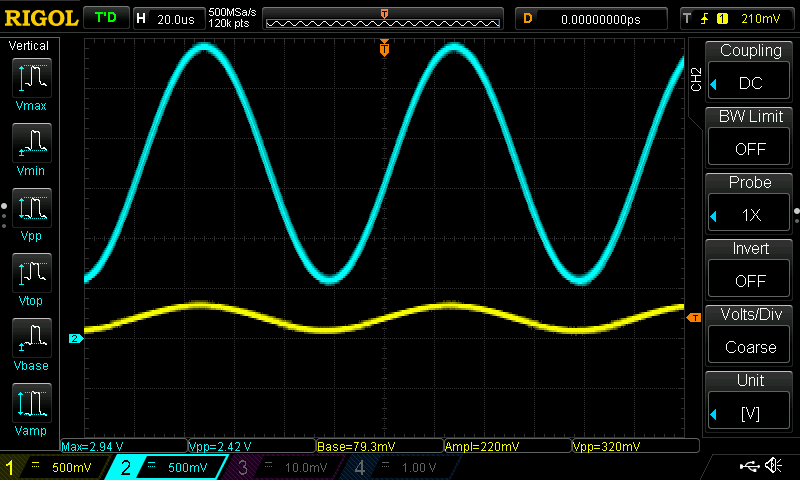 RIGOL T'D H 20.0us 500MSa/s 120k pts T D 0.00000000ps T 1 210mV
Vertical
Vmax
Vmin
Vpp
Vtop
Vbase
Vamp
T
2
T
CH2
Coupling
DC
BW Limit
OFF
Probe
1X
Invert
OFF
Volts/Div
Coarse
Unit
[V]
Max=2.94 V Vpp=2.42 V Base=79.3mV Ampl=220mV Vpp=320mV
1 500mV 2 500mV 3 10.0mV 4 1.00 V